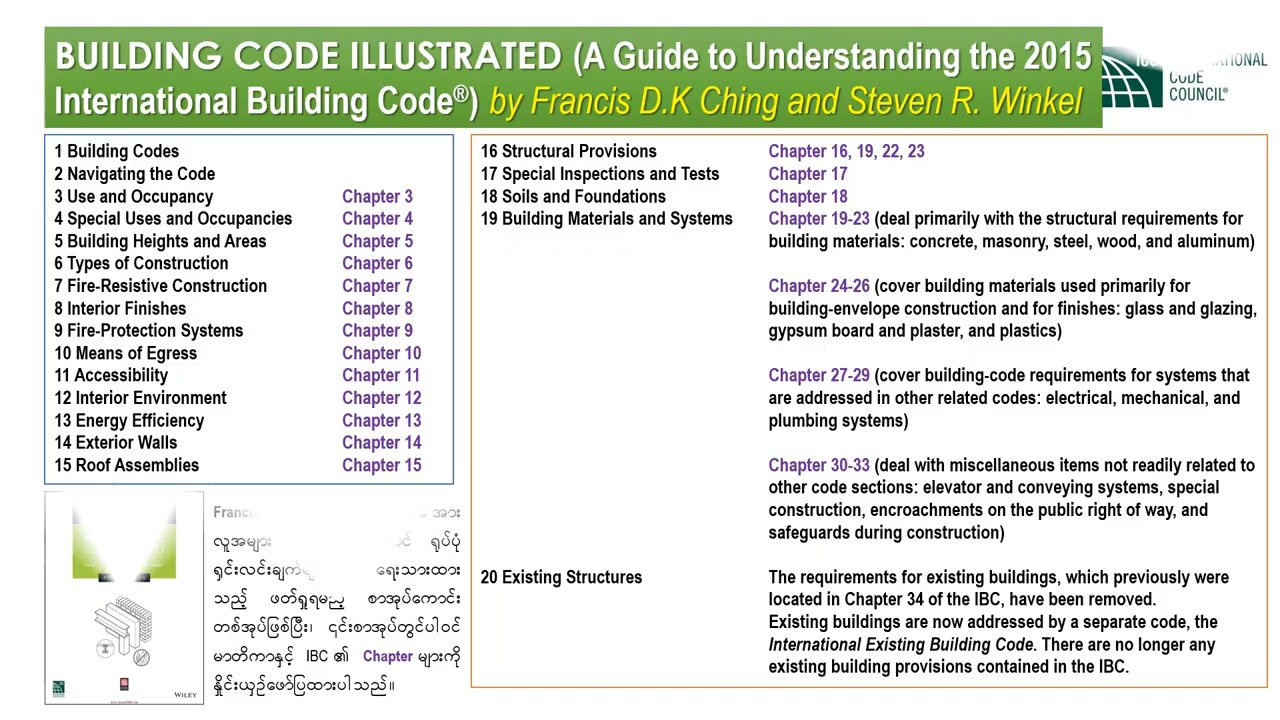 BUILDING CODE ILLUSTRATED (A Guide to Understanding the 2015
International Building Code®) by Francis D.K Ching and Steven R. Winkel
CODE
COUNCIL®
1 Building Codes
2 Navigating the Code
3 Use and Occupancy Chapter 3
4 Special Uses and Occupancies Chapter 4
5 Building Heights and Areas Chapter 5
6 Types of Construction Chapter 6
7 Fire-Resistive Construction Chapter 7
8 Interior Finishes Chapter 8
9 Fire-Protection Systems Chapter 9
10 Means of Egress Chapter 10
11 Accessibility Chapter 11
12 Interior Environment Chapter 12
13 Energy Efficiency Chapter 13
14 Exterior Walls Chapter 14
15 Roof Assemblies Chapter 15
16 Structural Provisions Chapter 16, 19, 22, 23
17 Special Inspections and Tests Chapter 17
18 Soils and Foundations Chapter 18
19 Building Materials and Systems Chapter 19-23 (deal primarily with the structural requirements for
building materials: concrete, masonry, steel, wood, and aluminum)
Chapter 24-26 (cover building materials used primarily for
building-envelope construction and for finishes: glass and glazing,
gypsum board and plaster, and plastics)
Chapter 27-29 (cover building-code requirements for systems that
are addressed in other related codes: electrical, mechanical, and
plumbing systems)
Chapter 30-33 (deal with miscellaneous items not readily related to
other code sections: elevator and conveying systems, special
construction, encroachments on the public right of way, and
safeguards during construction)
20 Existing Structures The requirements for existing buildings, which previously were
located in Chapter 34 of the IBC, have been removed.
Existing buildings are now addressed by a separate code, the
International Existing Building Code. There are no longer any
existing building provisions contained in the IBC.
အား
လူအများ ရုပ်ပုံ
ရေးသားထား
သည့် ဖတ်ရှုရမည့် စာအုပ်ကောင်း
တစ်အုပ်ဖြစ်ပြီး၊ ၎င်းစာအုပ်တွင်ပါဝင်
မာတိကာနှင့် IBC ၏ Chapter များကို
နှိုင်းယှဉ်ဖော်ပြထားပါသည်။
WILEY